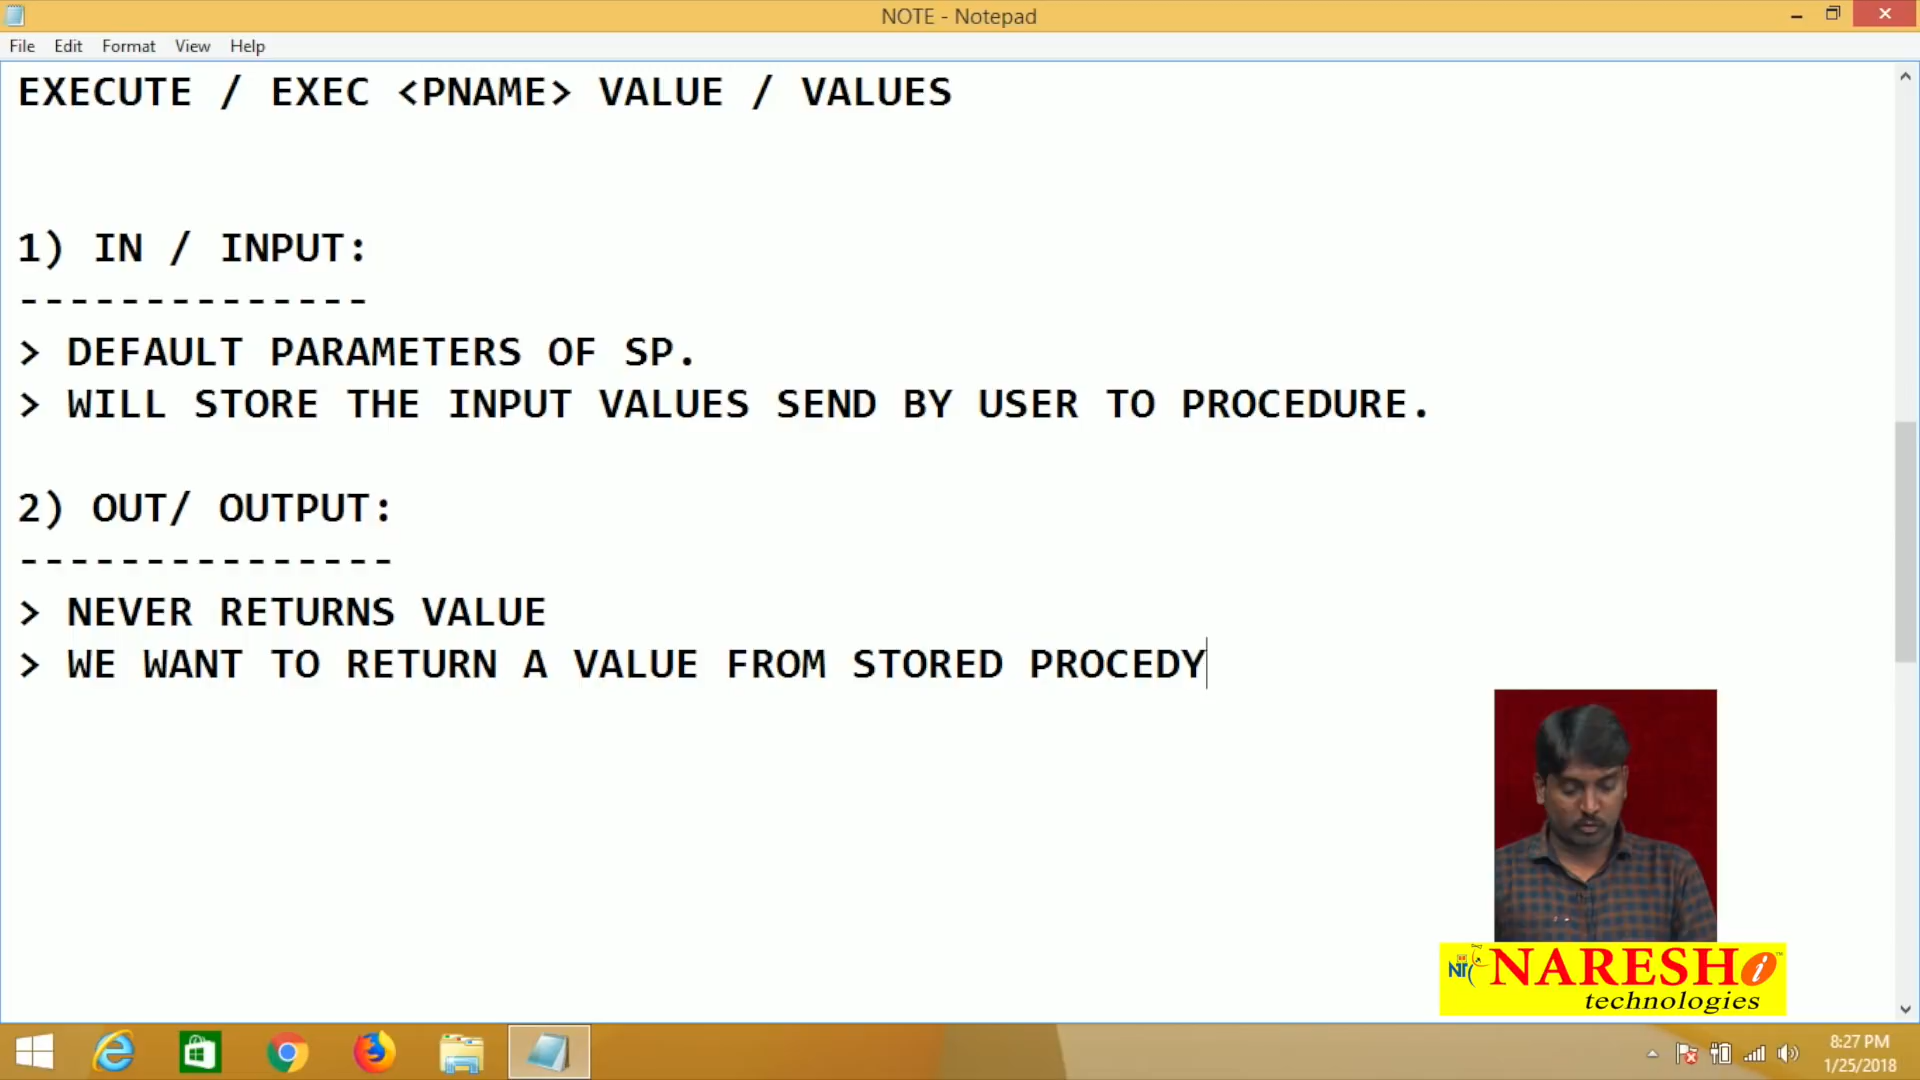 NOTE - Notepad
File Edit Format View Help
EXECUTE / EXEC <PNAME> VALUE / VALUES
1) IN / INPUT:
--------------
> DEFAULT PARAMETERS OF SP.
> WILL STORE THE INPUT VALUES SEND BY USER TO PROCEDURE.
2) OUT/ OUTPUT:
---------------
> NEVER RETURNS VALUE
> WE WANT TO RETURN A VALUE FROM STORED PROCEDY
NARESHi
technologies
8:27 PM
1/25/2018